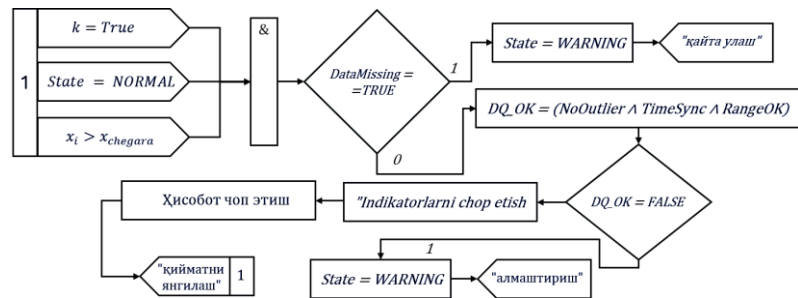 k = True
&
1
State = NORMAL
x_i > x_chegara
DataMissing =
=TRUE
1
State = WARNING
"қайта улаш"
0
DQ_OK = (NoOutlier ∧ TimeSync ∧ RangeOK)
DQ_OK = FALSE
"Indikatorlarni chop etish
Ҳисобот чоп этиш
"қийматни
янгилаш"
1
1
State = WARNING
"алмаштириш"